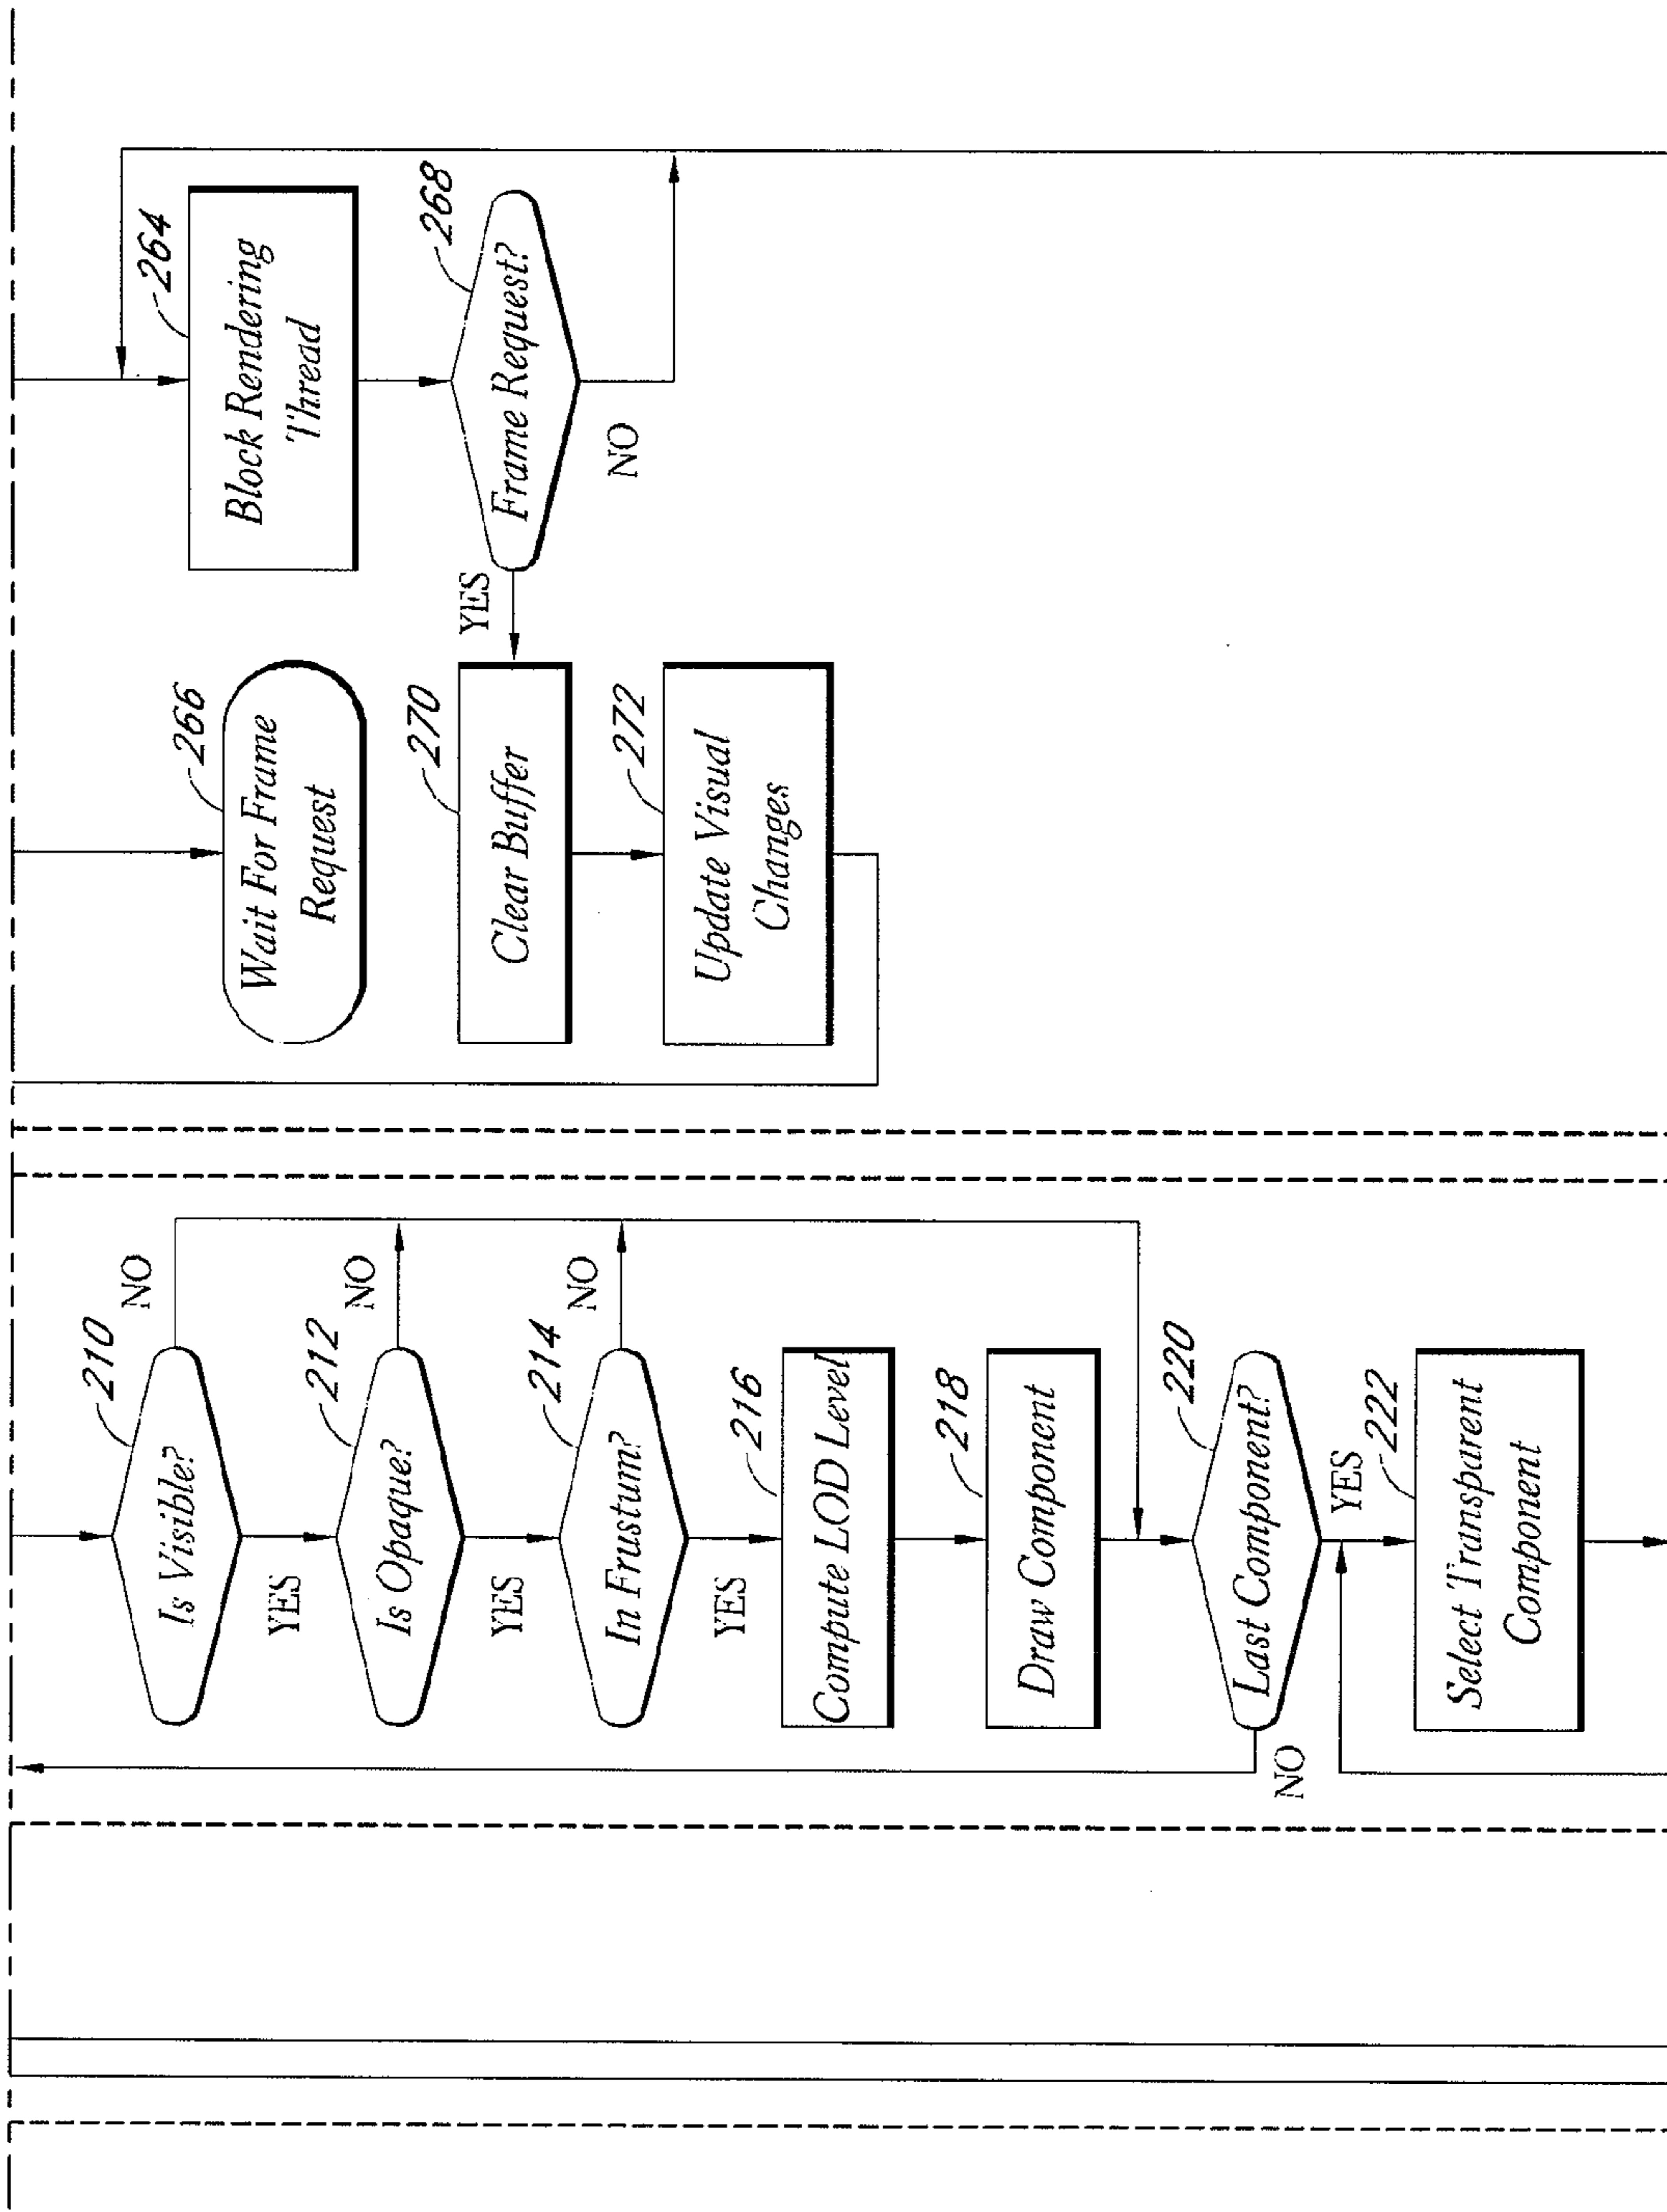 210
Is Visible?
NO
YES
212
Is Opaque?
NO
YES
214
In Frustum?
NO
YES
216
Compute LOD Level
218
Draw Component
220
Last Component?
NO
YES
222
Select Transparent
Component
266
Wait For Frame
Request
264
Block Rendering
Thread
268
Frame Request?
YES
NO
270
Clear Buffer
272
Update Visual
Changes